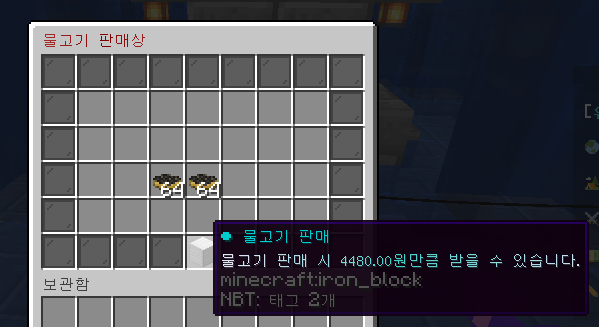 물고기 판매상
64 64
● 물고기 판매
물고기 판매 시 4480.00원만큼 받을 수 있습니다.
minecraft:iron_block
NBT: 태그 2개
보관함